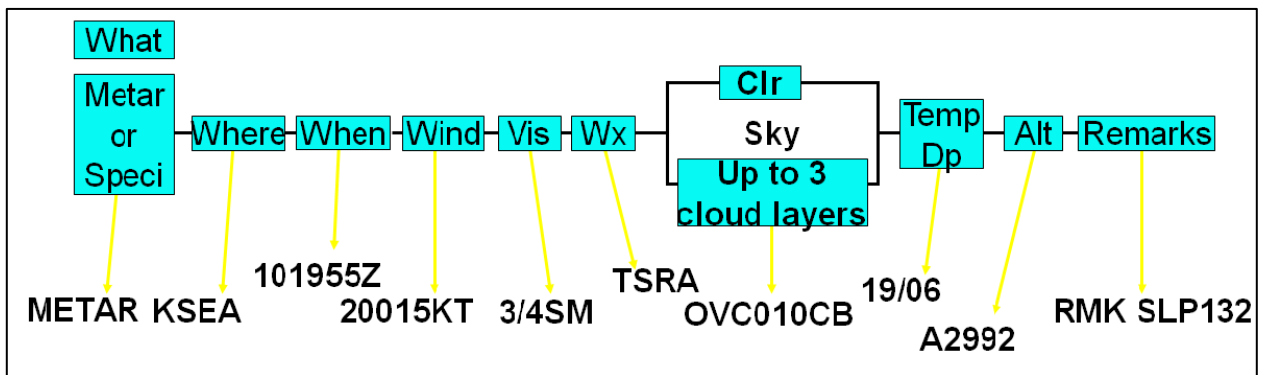 What
Metar
or
Speci
Where
When
Wind
Vis
Wx
Clr
Sky
Up to 3
cloud layers
Temp
Dp
Alt
Remarks
METAR
KSEA
101955Z
20015KT
3/4SM
TSRA
OVC010CB
19/06
A2992
RMK SLP132